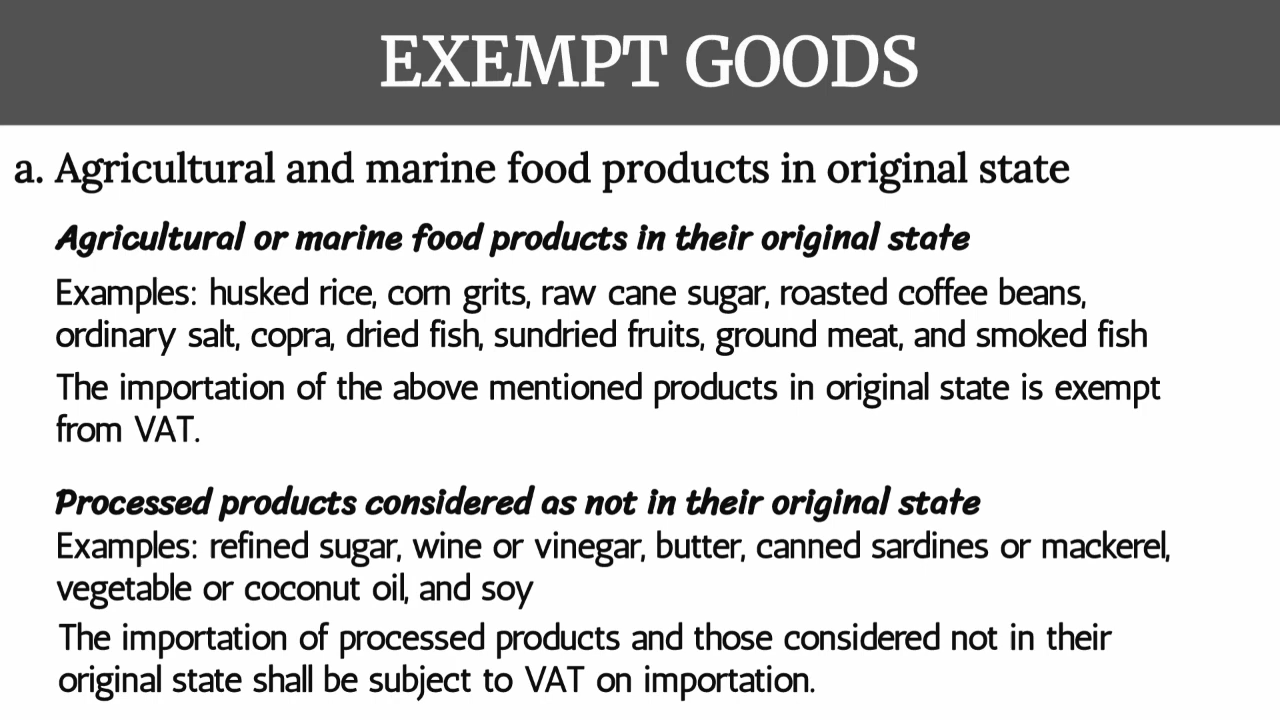 EXEMPT GOODS
a. Agricultural and marine food products in original state
Agricultural or marine food products in their original state
Examples: husked rice, corn grits, raw cane sugar, roasted coffee beans,
ordinary salt, copra, dried fish, sundried fruits, ground meat, and smoked fish
The importation of the above mentioned products in original state is exempt
from VAT.
Processed products considered as not in their original state
Examples: refined sugar, wine or vinegar, butter, canned sardines or mackerel,
vegetable or coconut oil, and soy
The importation of processed products and those considered not in their
original state shall be subject to VAT on importation.